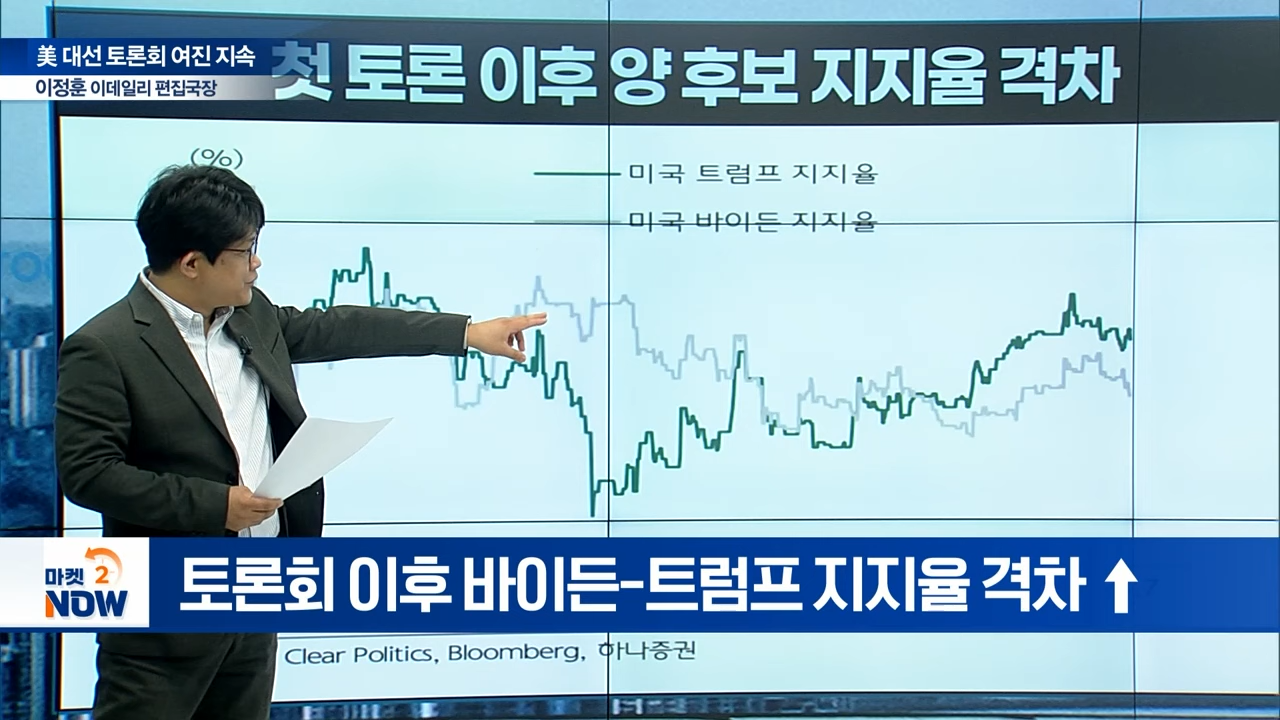 美 대선 토론회 여진 지속
이정훈 이데일리 편집국장
첫 토론 이후 양 후보 지지율 격차
(%)
미국 트럼프 지지율
미국 바이든 지지율
마켓 2
NOW
토론회 이후 바이든-트럼프 지지율 격차 ↑
Clear Politics, Bloomberg, 하나증권